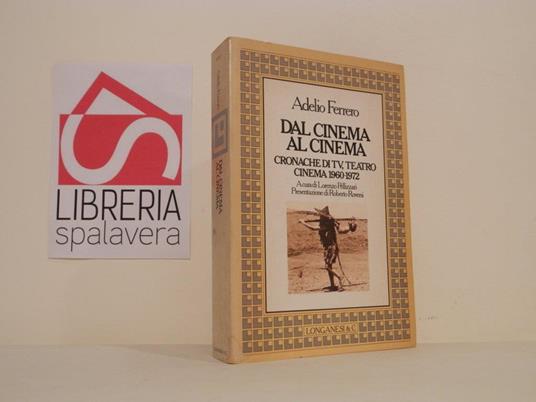 LIBRERIA
spalavera
Adelio Ferrero
DAL CINEMA
AL CINEMA
CRONACHE DI TV, TEATRO
CINEMA 1960-1972
A cura di Lorenzo Pellizzari
Presentazione di Roberto Roversi
LONGANESI & C.